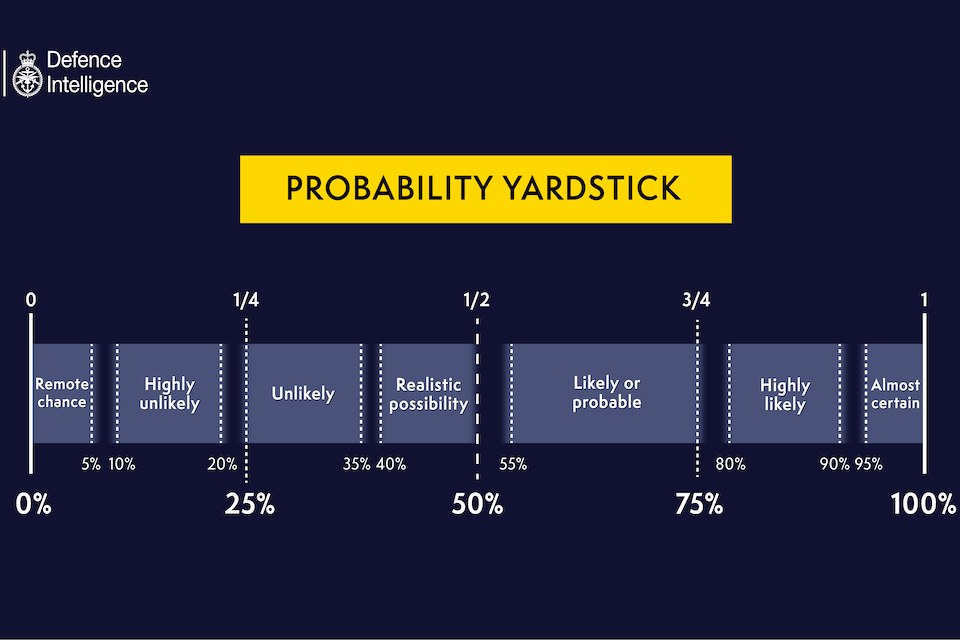 Defence
Intelligence
PROBABILITY YARDSTICK
0 1/4 1/2 3/4 1
Remote
chance
Highly
unlikely
Unlikely
Realistic
possibility
Likely or
probable
Highly
likely
Almost
certain
5% 10% 20% 35% 40% 55% 80% 90% 95%
0% 25% 50% 75% 100%